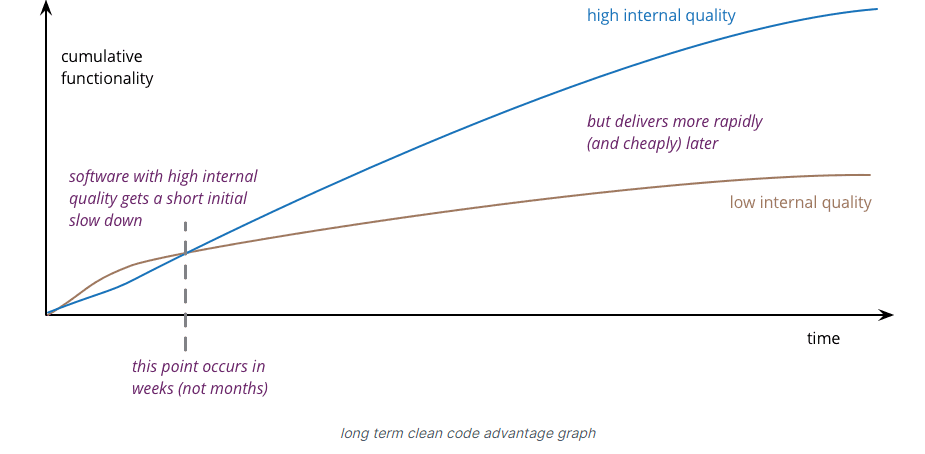 high internal quality
cumulative
functionality
but delivers more rapidly
(and cheaply) later
software with high internal
quality gets a short initial
slow down
low internal quality
time
this point occurs in
weeks (not months)
long term clean code advantage graph